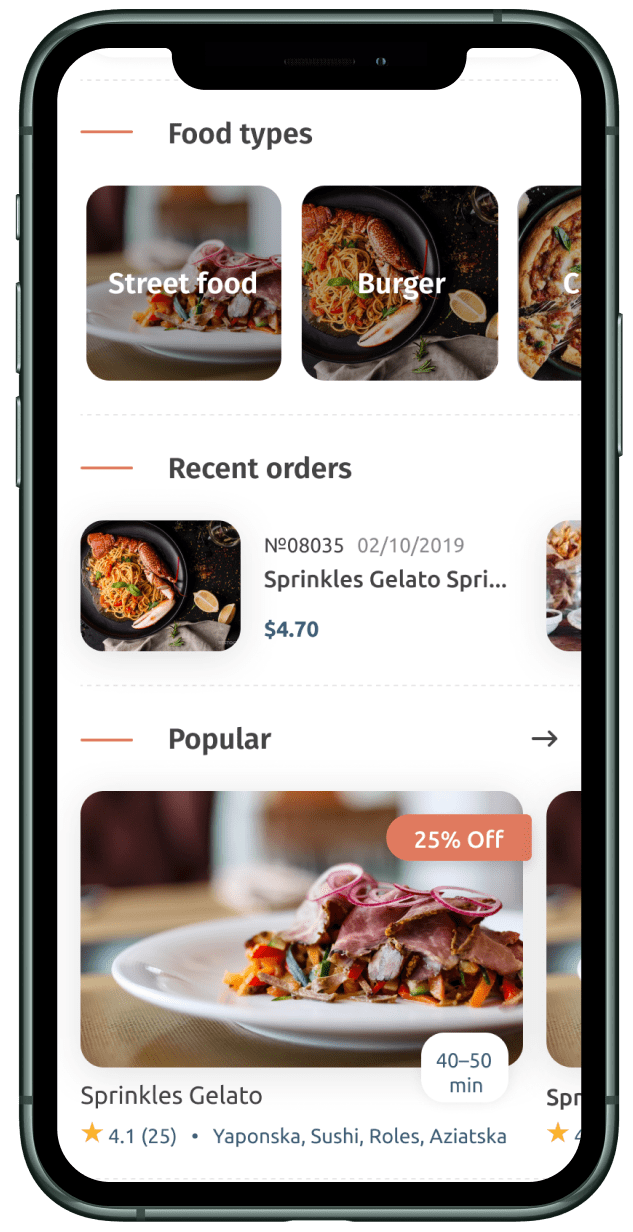 Food types
Street food
Burger
C
Recent orders
№08035 02/10/2019
Sprinkles Gelato Spri...
$4.70
Popular →
25% Off
40–50
min
Sprinkles Gelato
Spr
★ 4.1 (25) • Yaponska, Sushi, Roles, Aziatska
★ 4